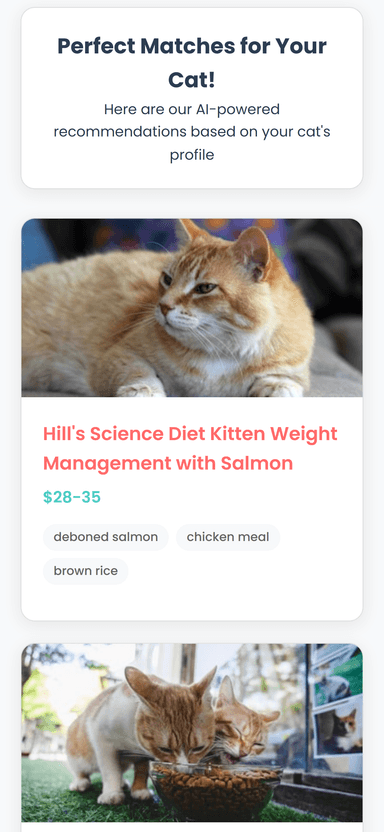 Perfect Matches for Your
Cat!
Here are our AI-powered
recommendations based on your cat's
profile
Hill's Science Diet Kitten Weight
Management with Salmon
$28-35
deboned salmon
chicken meal
brown rice